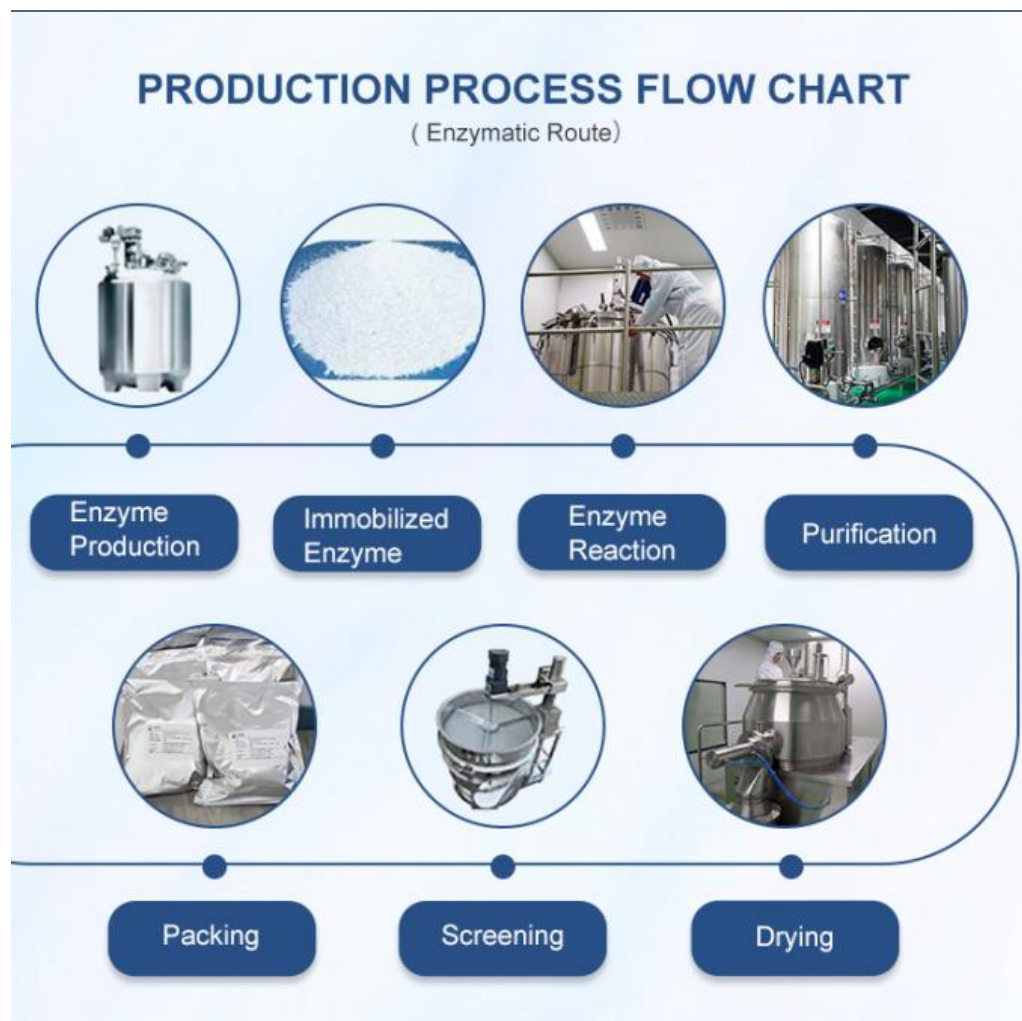 PRODUCTION PROCESS FLOW CHART
( Enzymatic Route）
Enzyme
Production
Immobilized
Enzyme
Enzyme
Reaction
Purification
Packing
Screening
Drying